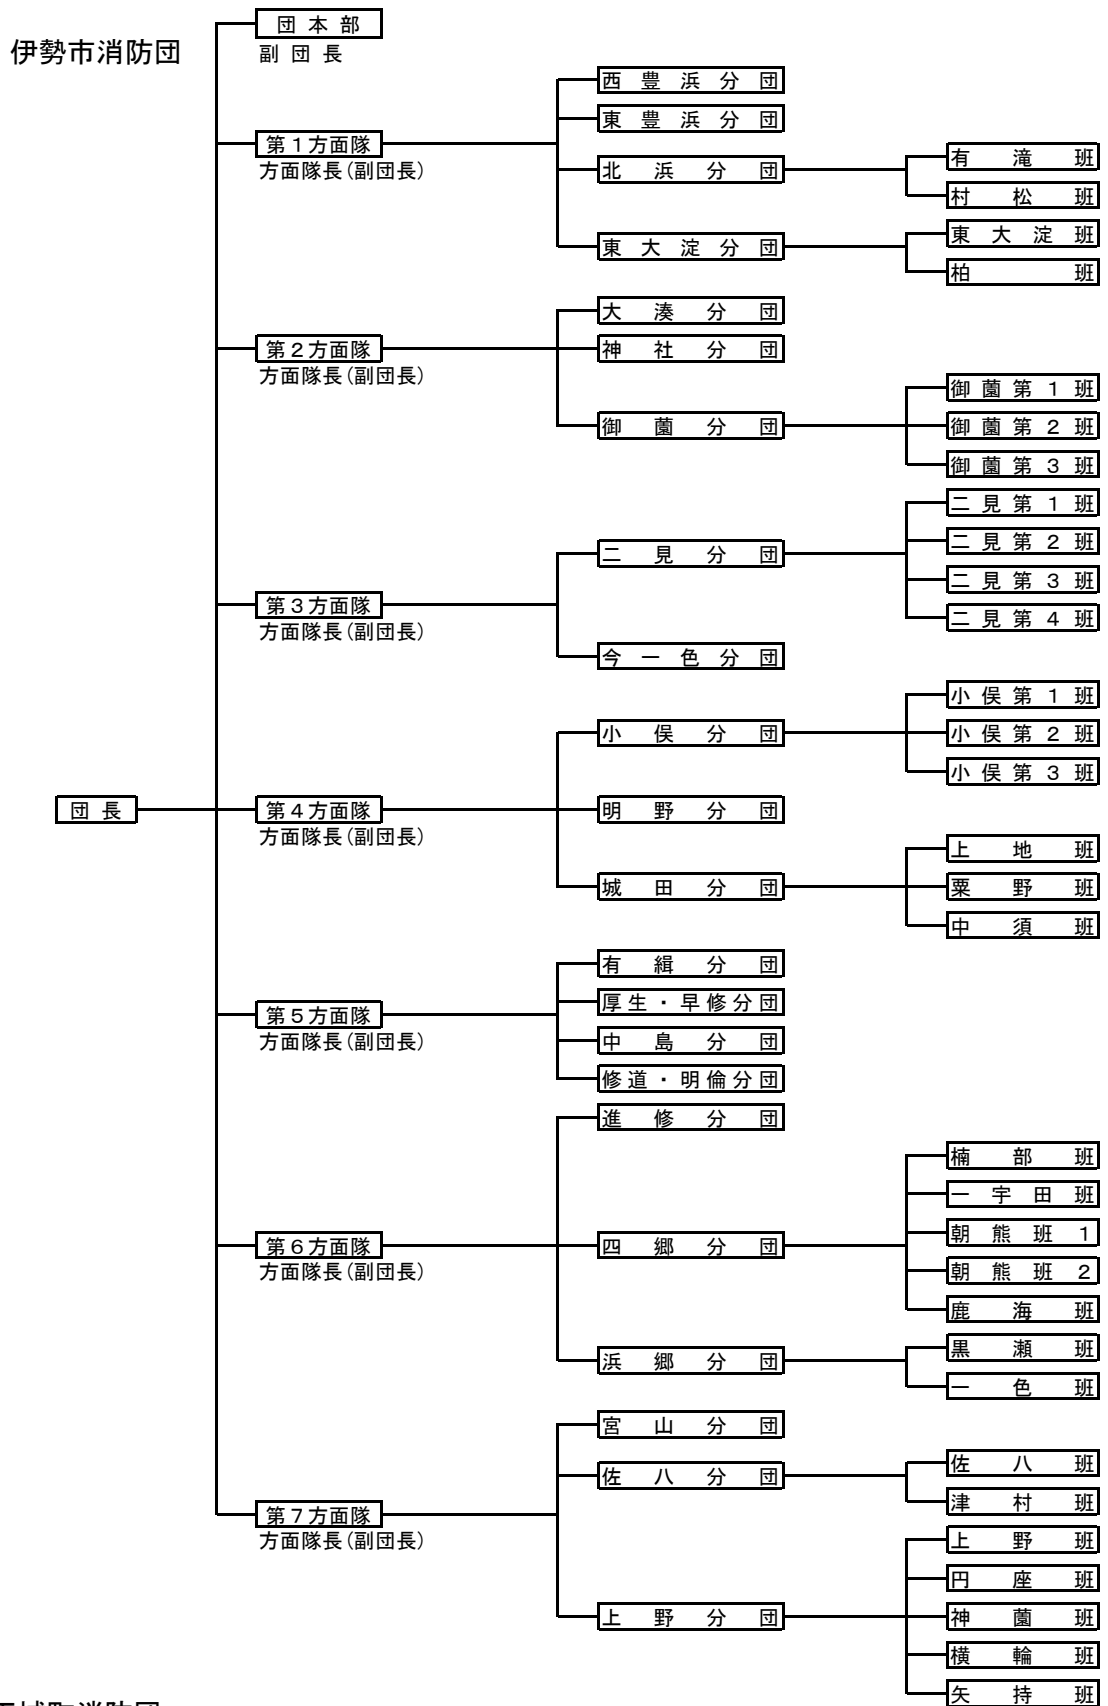 伊勢市消防団
団本部
副団長
第1方面隊
方面隊長(副団長)
西豊浜分団
東豊浜分団
北浜分団
有滝班
村松班
東大淀分団
東大淀班
柏班
第2方面隊
方面隊長(副団長)
大湊分団
神社分団
御薗分団
御薗第1班
御薗第2班
御薗第3班
第3方面隊
方面隊長(副団長)
二見分団
二見第1班
二見第2班
二見第3班
二見第4班
今一色分団
団長
第4方面隊
方面隊長(副団長)
小俣分団
小俣第1班
小俣第2班
小俣第3班
明野分団
城田分団
上地班
粟野班
中須班
第5方面隊
方面隊長(副団長)
有緝分団
厚生・早修分団
中島分団
修道・明倫分団
第6方面隊
方面隊長(副団長)
進修分団
四郷分団
楠部班
一宇田班
朝熊班1
朝熊班2
鹿海班
浜郷分団
黒瀬班
一色班
第7方面隊
方面隊長(副団長)
宮山分団
佐八分団
佐八班
津村班
上野分団
上野班
円座班
神薗班
横輪班
矢持班